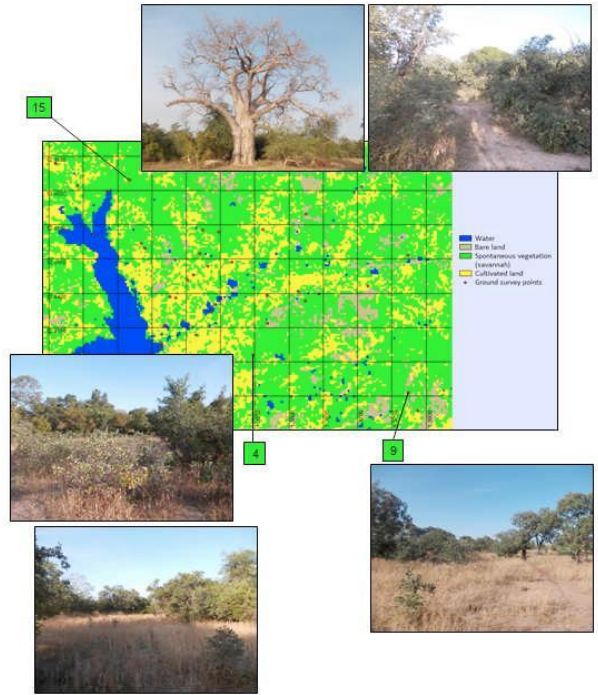 15
Water
Bare land
Spontaneous vegetation
(savannah)
Cultivated land
Ground survey points
4
9